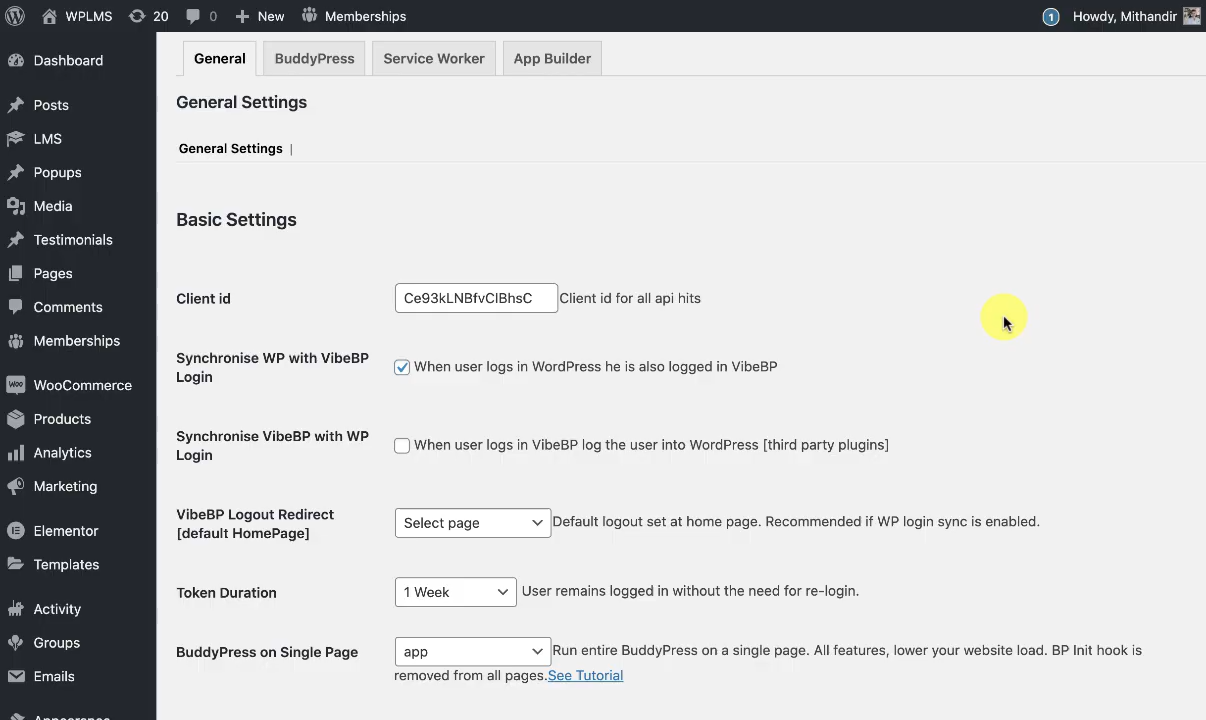 WPLMS 20 0 New Memberships 1 Howdy, Mithandir
Dashboard
Posts
LMS
Popups
Media
Testimonials
Pages
Comments
Memberships
WooCommerce
Products
Analytics
Marketing
Elementor
Templates
Activity
Groups
Emails
Appearance
General BuddyPress Service Worker App Builder
General Settings
General Settings |
Basic Settings
Client id Ce93kLNBfvClBhsC Client id for all api hits
Synchronise WP with VibeBP
Login
When user logs in WordPress he is also logged in VibeBP
Synchronise VibeBP with WP
Login
When user logs in VibeBP log the user into WordPress [third party plugins]
VibeBP Logout Redirect
[default HomePage]
Select page Default logout set at home page. Recommended if WP login sync is enabled.
Token Duration 1 Week User remains logged in without the need for re-login.
BuddyPress on Single Page app Run entire BuddyPress on a single page. All features, lower your website load. BP Init hook is
removed from all pages.See Tutorial